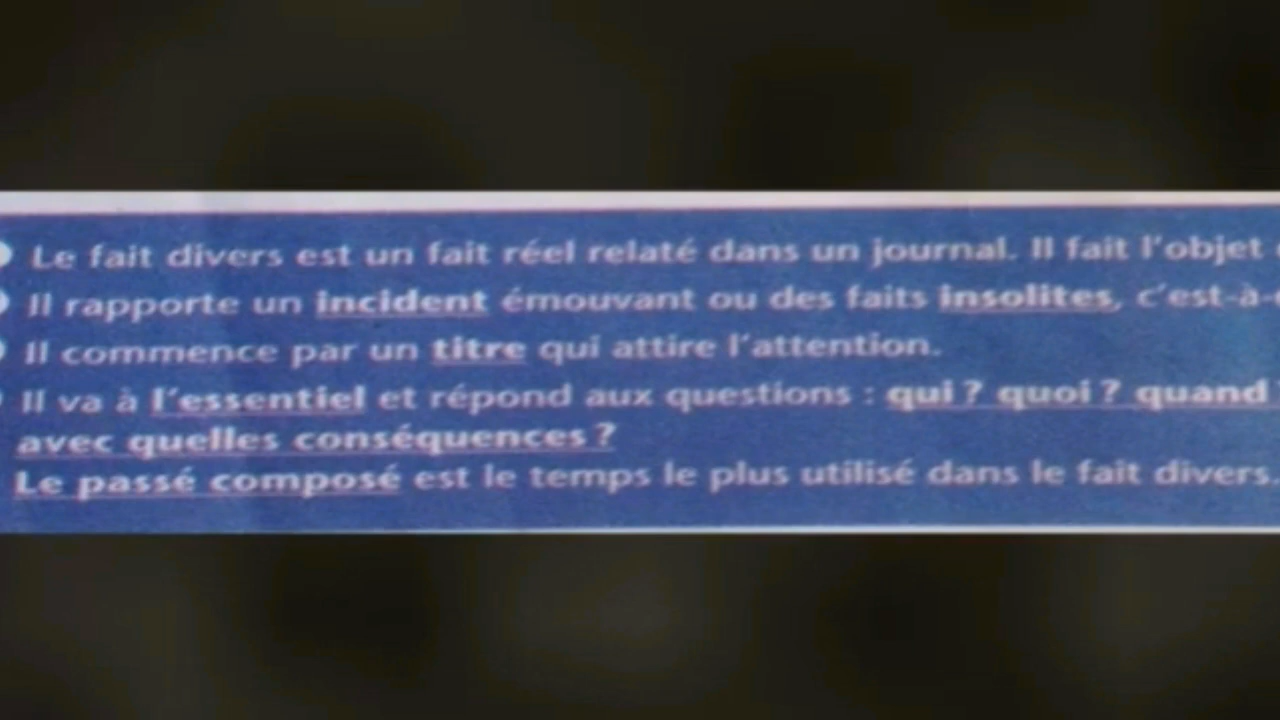 Le fait divers est un fait réel relaté dans un journal. Il fait l'objet
Il rapporte un incident émouvant ou des faits insolites, c'est-à-
Il commence par un titre qui attire l'attention.
Il va à l'essentiel et répond aux questions : qui ? quoi ? quand
avec quelles conséquences ?
Le passé composé est le temps le plus utilisé dans le fait divers.